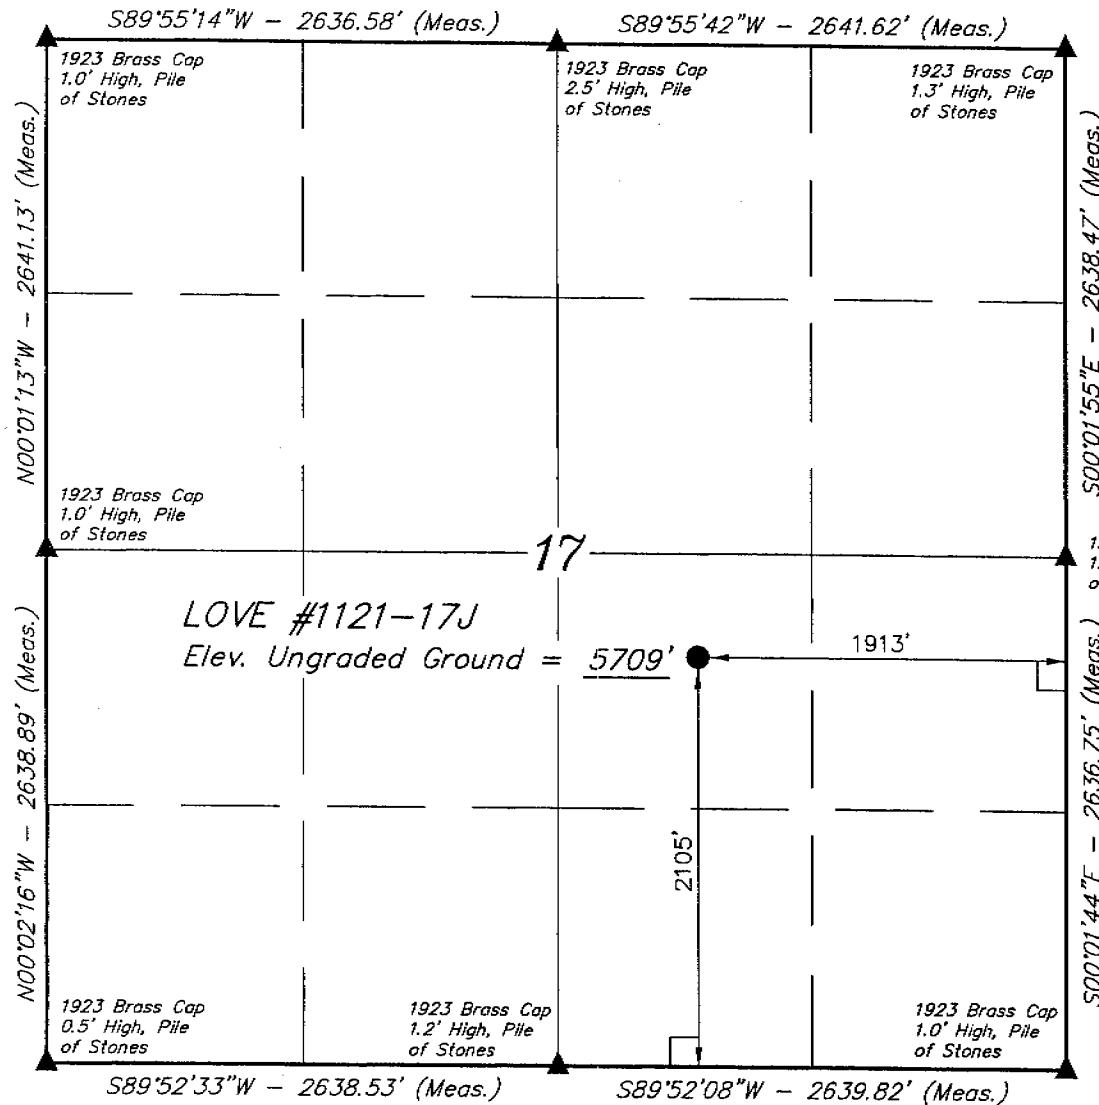 S89°55'14"W - 2636.58' (Meas.)
S89°55'42"W - 2641.62' (Meas.)
1923 Brass Cap
1.0' High, Pile
of Stones
1923 Brass Cap
2.5' High, Pile
of Stones
1923 Brass Cap
1.3' High, Pile
of Stones
N00°01'13"W - 2641.13' (Meas.)
S00°01'55"E - 2638.47' (Meas.)
1923 Brass Cap
1.0' High, Pile
of Stones
17
LOVE #1121-17J
Elev. Ungraded Ground = 5709'
1913'
2105'
N00°02'16"W - 2638.89' (Meas.)
S00°01'44"E - 2636.75' (Meas.)
1923 Brass Cap
0.5' High, Pile
of Stones
1923 Brass Cap
1.2' High, Pile
of Stones
1923 Brass Cap
1.0' High, Pile
of Stones
S89°52'33"W - 2638.53' (Meas.)
S89°52'08"W - 2639.82' (Meas.)